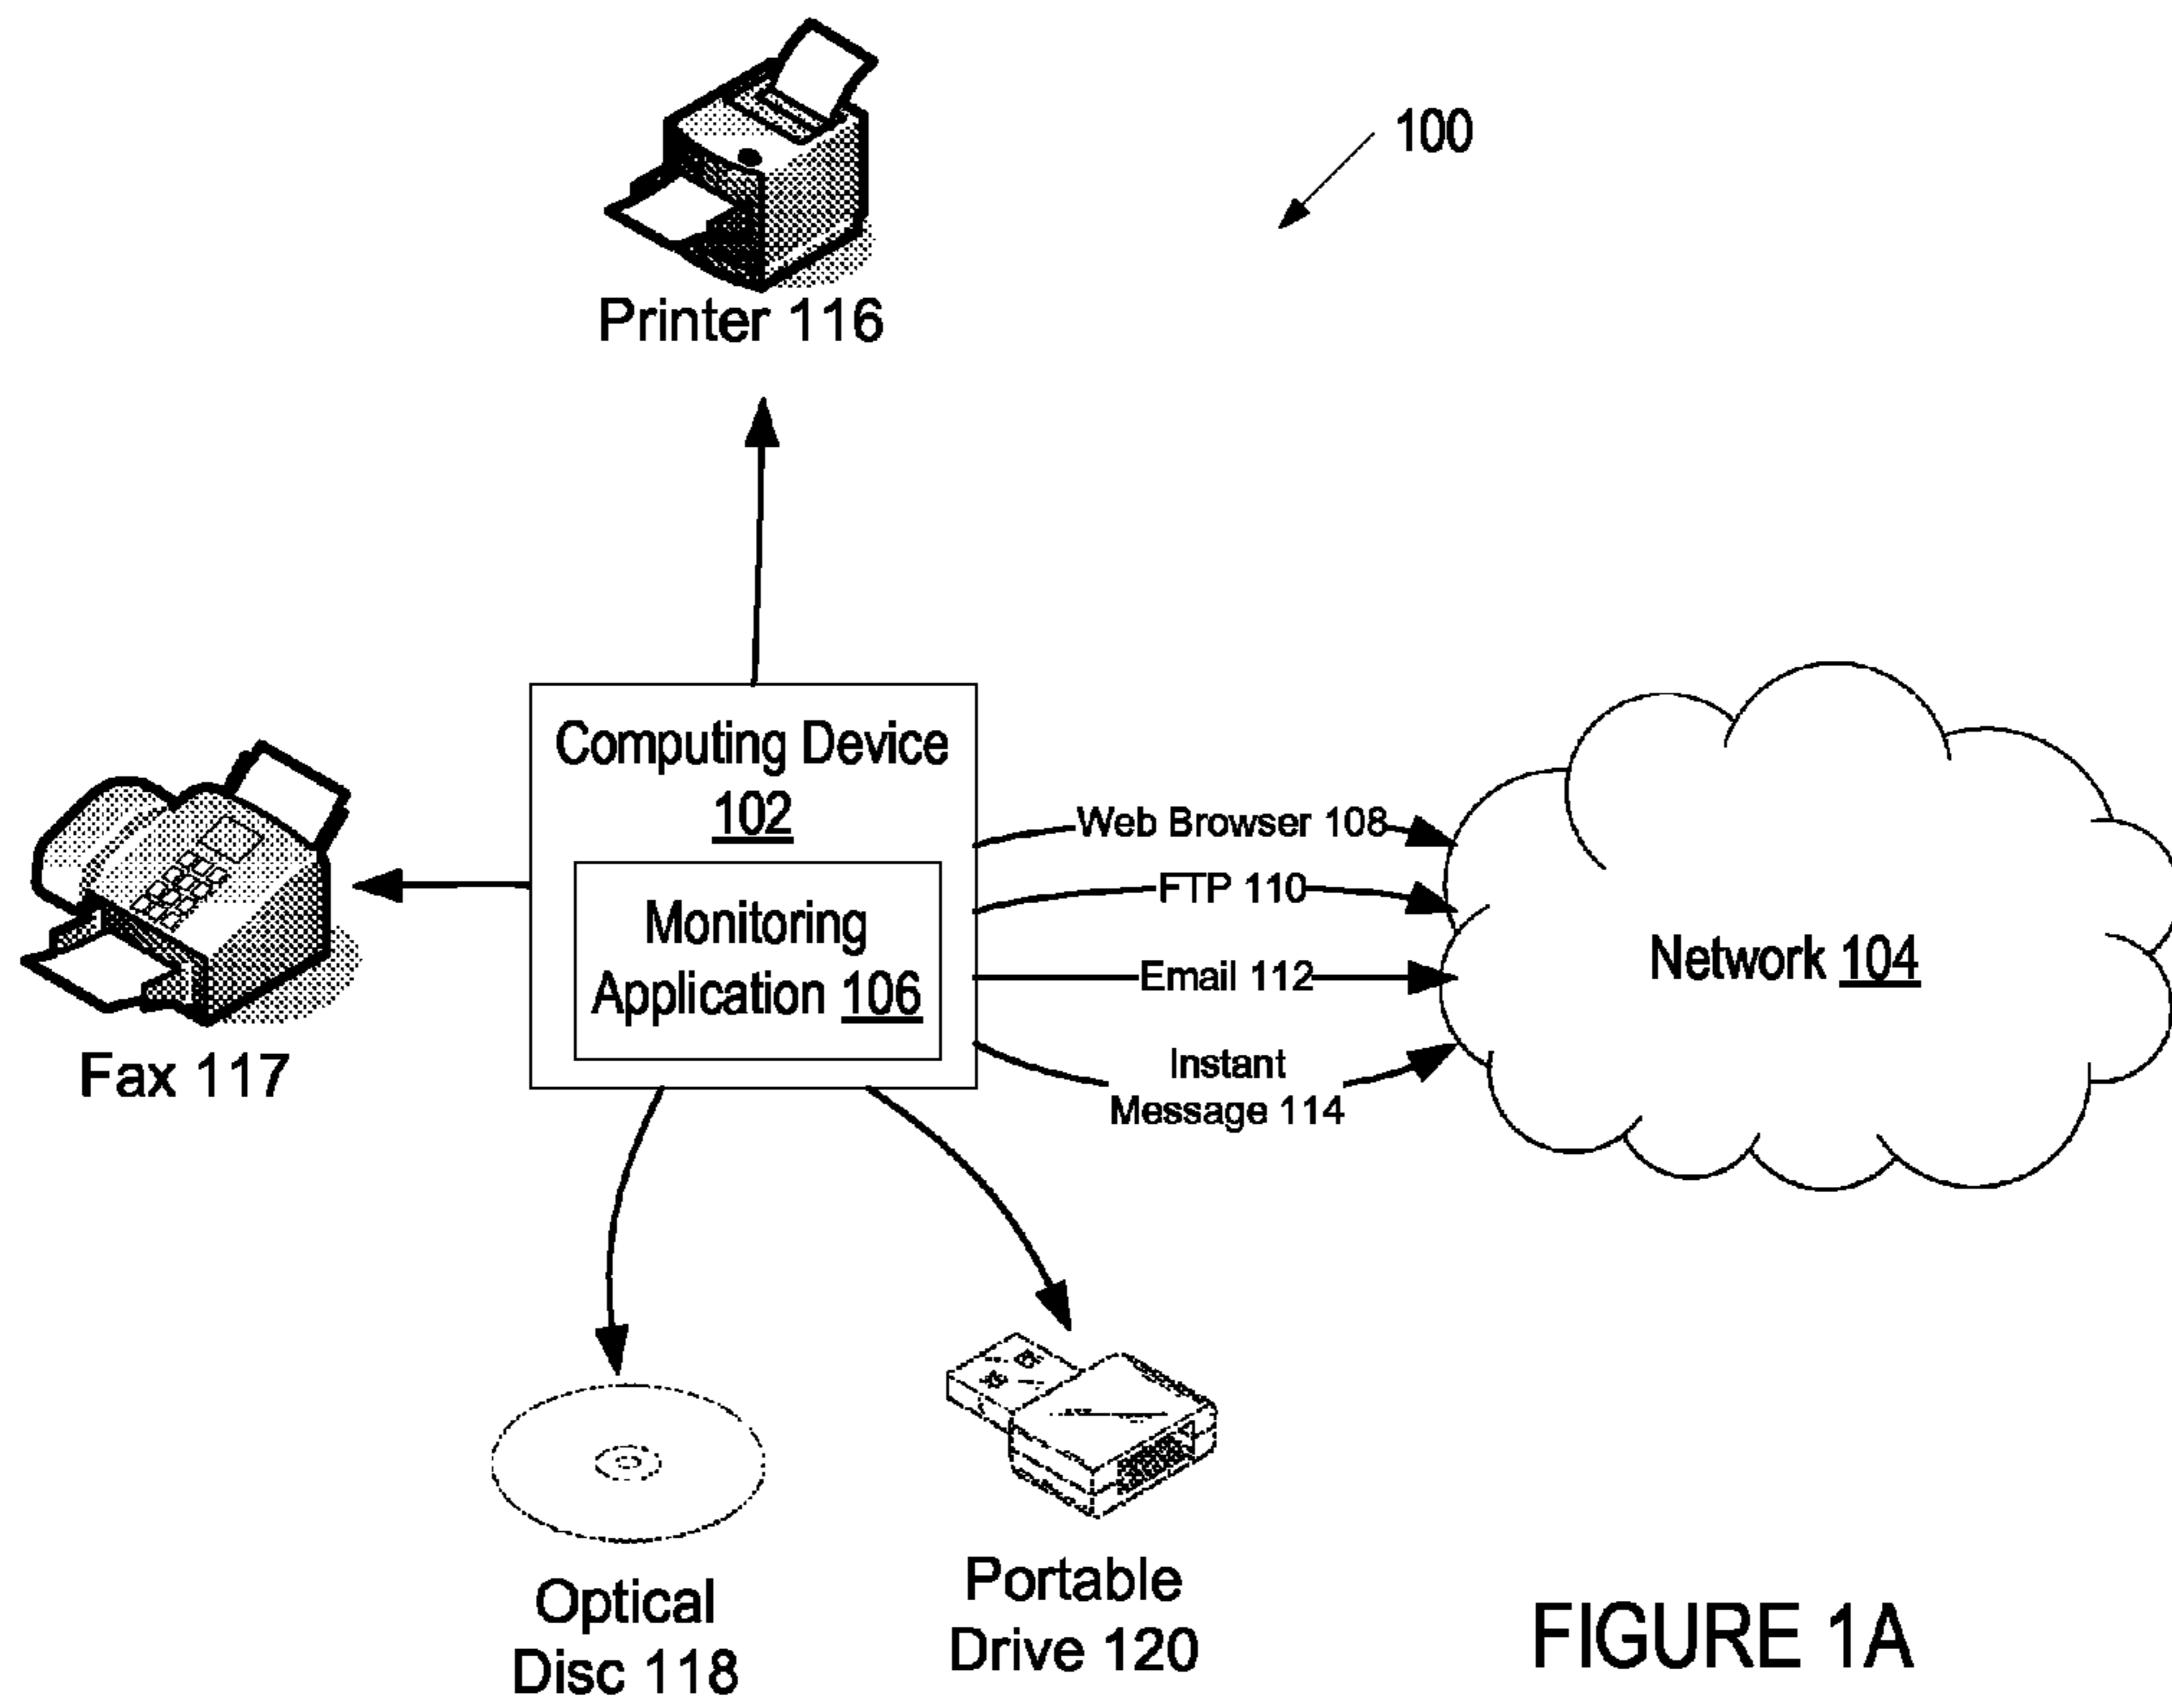 100
Printer 116
Computing Device
102
Monitoring
Application 106
Web Browser 108
FTP 110
Email 112
Instant
Message 114
Network 104
Fax 117
Optical
Disc 118
Portable
Drive 120
FIGURE 1A